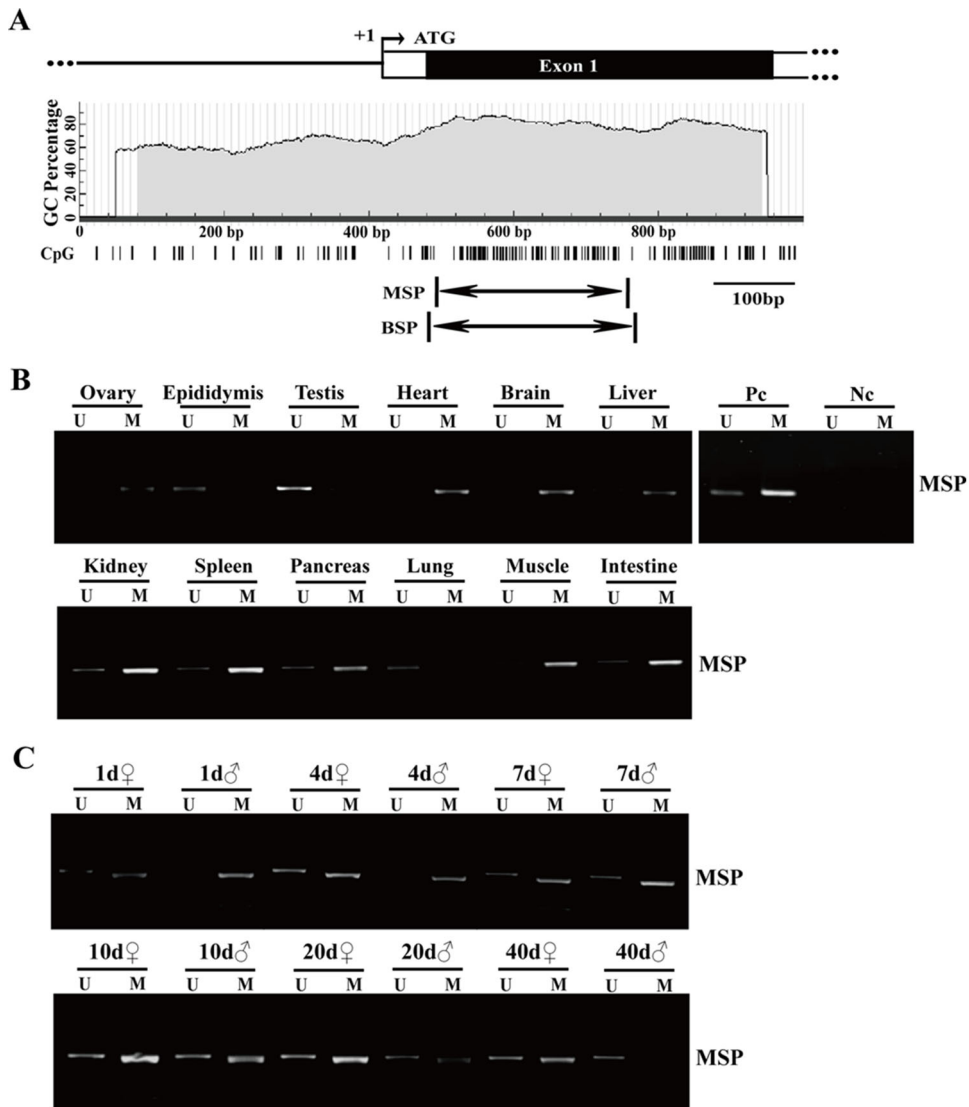 A
+1 ATG
Exon 1
GC Percentage
0 20 40 60 80
0 200 bp 400 bp 600 bp 800 bp
CpG
MSP
100bp
BSP
B
Ovary Epididymis Testis Heart Brain Liver Pc Nc
U M U M U M U M U M U M U M U M
MSP
Kidney Spleen Pancreas Lung Muscle Intestine
U M U M U M U M U M U M
MSP
C
1d♀ 1d♂ 4d♀ 4d♂ 7d♀ 7d♂
U M U M U M U M U M U M
MSP
10d♀ 10d♂ 20d♀ 20d♂ 40d♀ 40d♂
U M U M U M U M U M U M
MSP